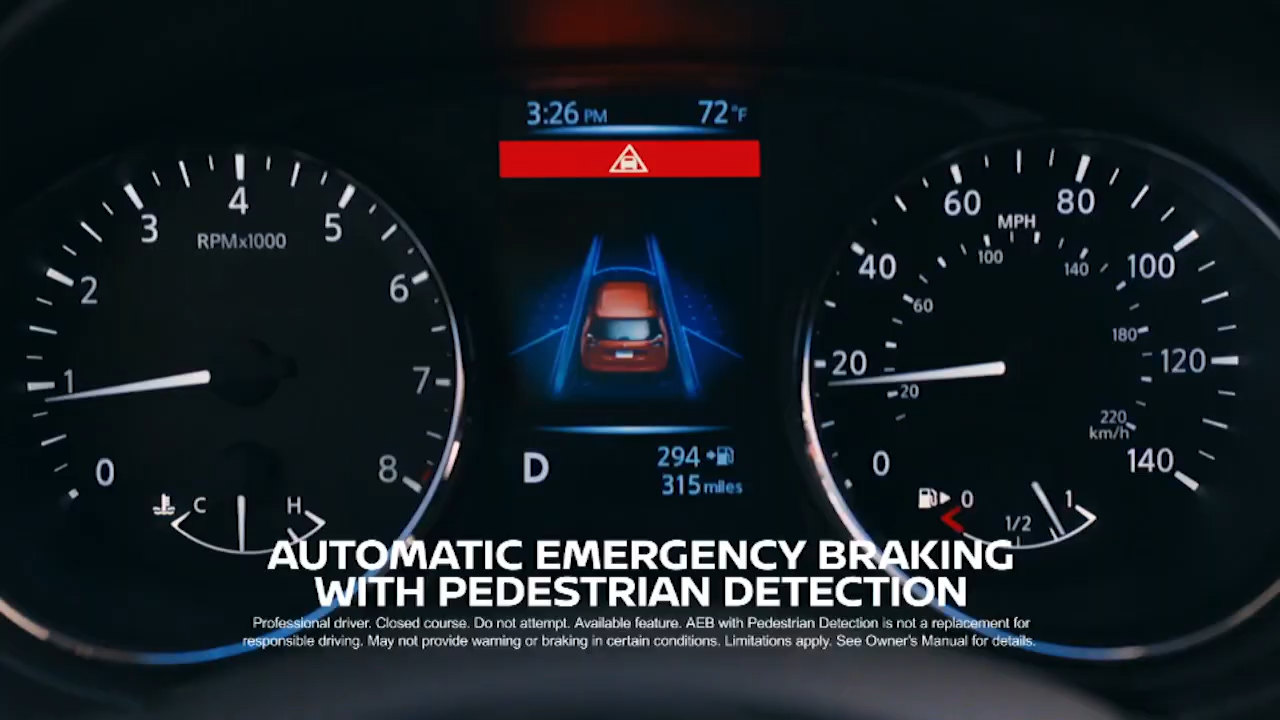 3:26 PM 72°F
4
3 5
RPMx1000
2 6
1 7
0 8
C H
294
D
315 miles
60 80
MPH
40 100 140 100
60
180
20 120
20
220
km/h
0 140
0 1/2 1
AUTOMATIC EMERGENCY BRAKING
WITH PEDESTRIAN DETECTION
Professional driver. Closed course. Do not attempt. Available feature. AEB with Pedestrian Detection is not a replacement for
responsible driving. May not provide warning or braking in certain conditions. Limitations apply. See Owner's Manual for details.